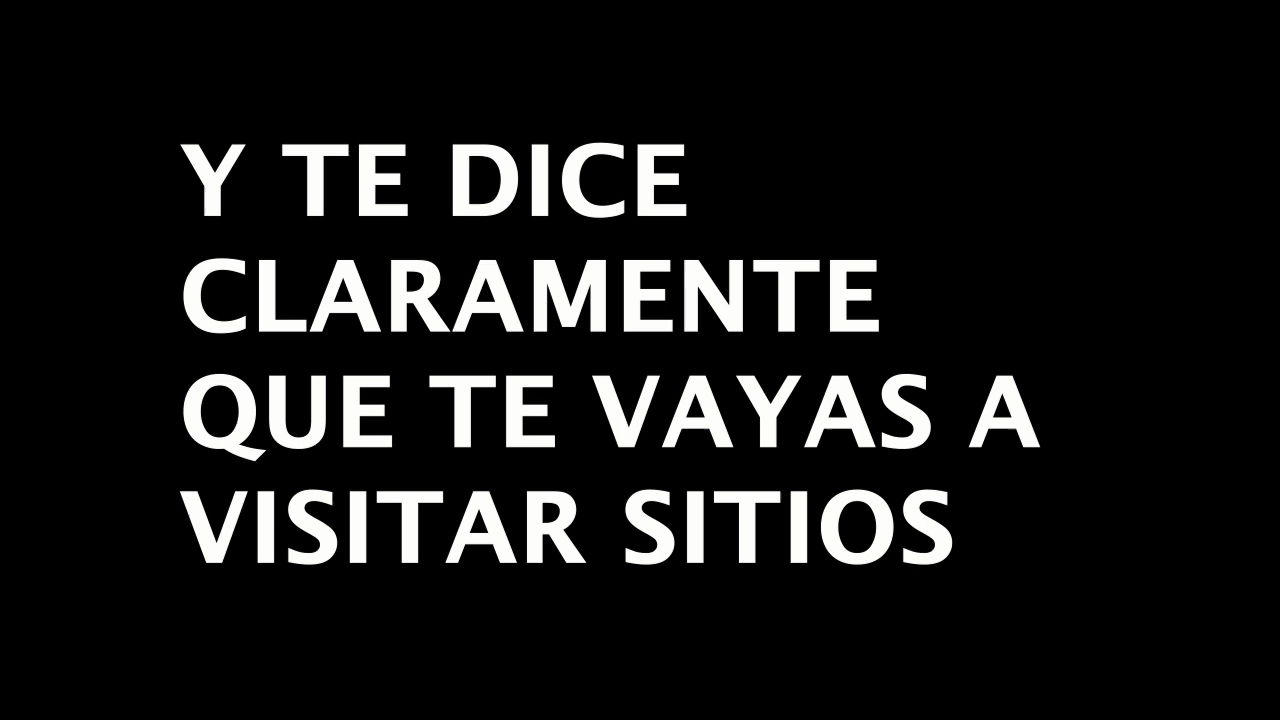 Y TE DICE
CLARAMENTE
QUE TE VAYAS A
VISITAR SITIOS